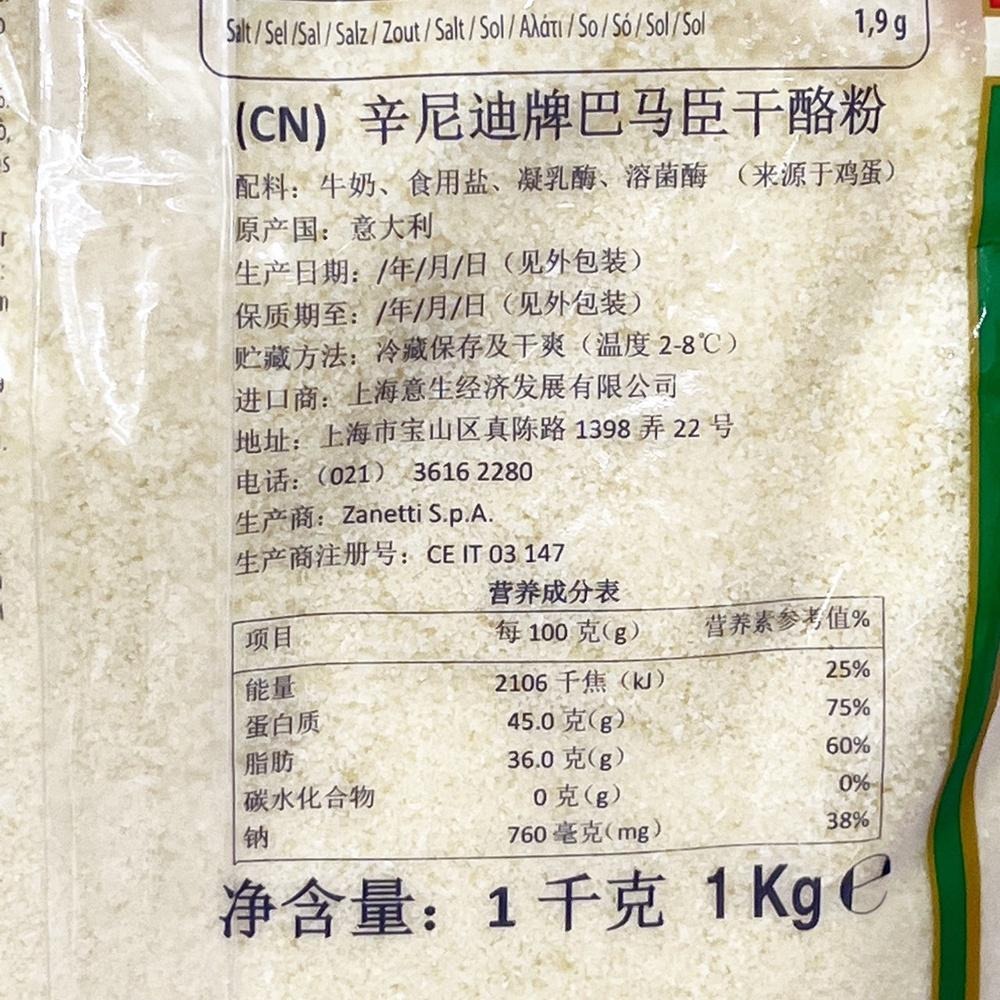 Salt / Sel / Sal / Salz / Zout / Salt / Sol / Αλάτι / So / Só / Sol / Sol 1,9 g
(CN) 辛尼迪牌巴马臣干酪粉
配料：牛奶、食用盐、凝乳酶、溶菌酶 （来源于鸡蛋）
原产国：意大利
生产日期：/年/月/日（见外包装）
保质期至：/年/月/日（见外包装）
贮藏方法：冷藏保存及干爽（温度 2-8℃）
进口商：上海意生经济发展有限公司
地址：上海市宝山区真陈路 1398 弄 22 号
电话：（021） 3616 2280
生产商：Zanetti S.p.A.
生产商注册号：CE IT 03 147
营养成分表
项目 每 100 克(g) 营养素参考值%
能量 2106 千焦（kJ） 25%
蛋白质 45.0 克(g) 75%
脂肪 36.0 克(g) 60%
碳水化合物 0 克(g) 0%
钠 760 毫克(mg) 38%
净含量：1 千克 1 Kg ℮